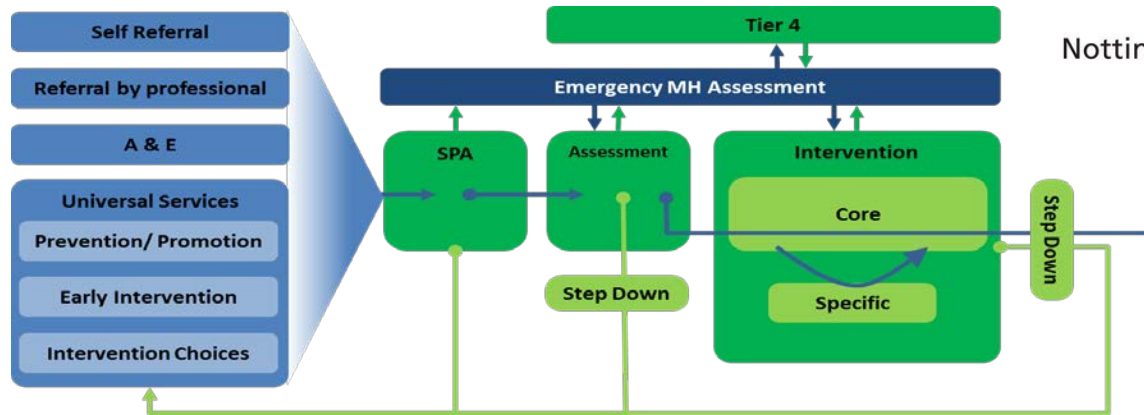 Self Referral
Referral by professional
A & E
Universal Services
Prevention/ Promotion
Early Intervention
Intervention Choices
Tier 4
Emergency MH Assessment
SPA
Assessment
Step Down
Intervention
Core
Specific
Step Down
Nottin